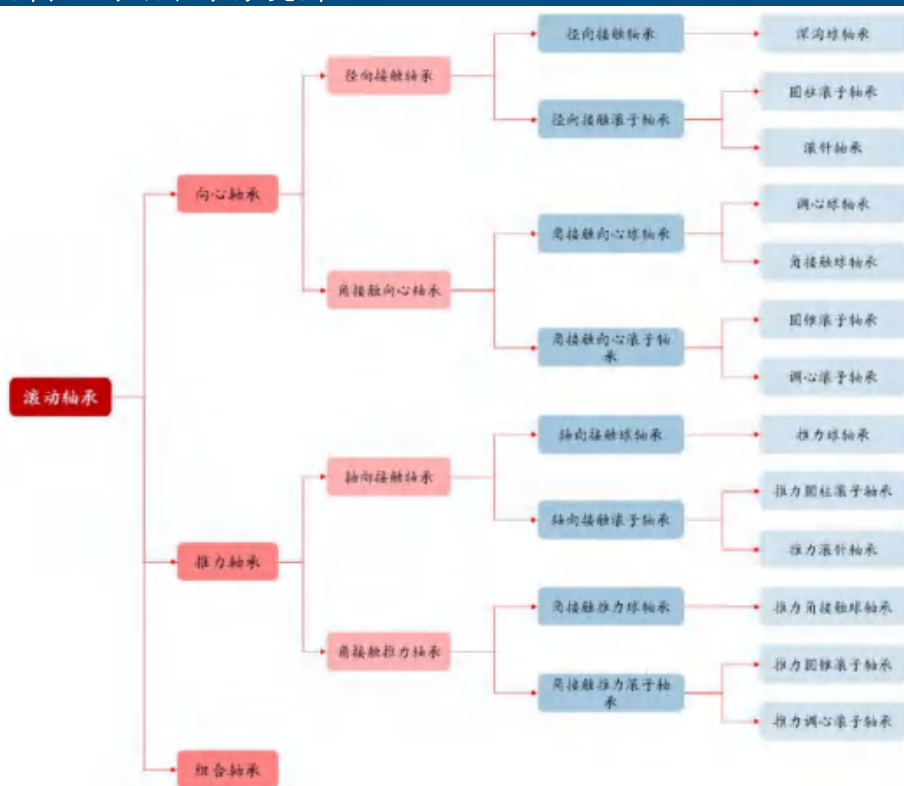 滚动轴承
向心轴承
推力轴承
组合轴承
径向接触轴承
角接触向心轴承
轴向接触轴承
角接触推力轴承
径向接触轴承
径向接触滚子轴承
角接触向心球轴承
角接触向心滚子轴
承
轴向接触球轴承
轴向接触滚子轴承
角接触推力球轴承
角接触推力滚子轴
承
深沟球轴承
圆柱滚子轴承
滚针轴承
调心球轴承
角接触球轴承
圆锥滚子轴承
调心滚子轴承
推力球轴承
推力圆柱滚子轴承
推力滚针轴承
推力角接触球轴承
推力圆锥滚子轴承
推力调心滚子轴承